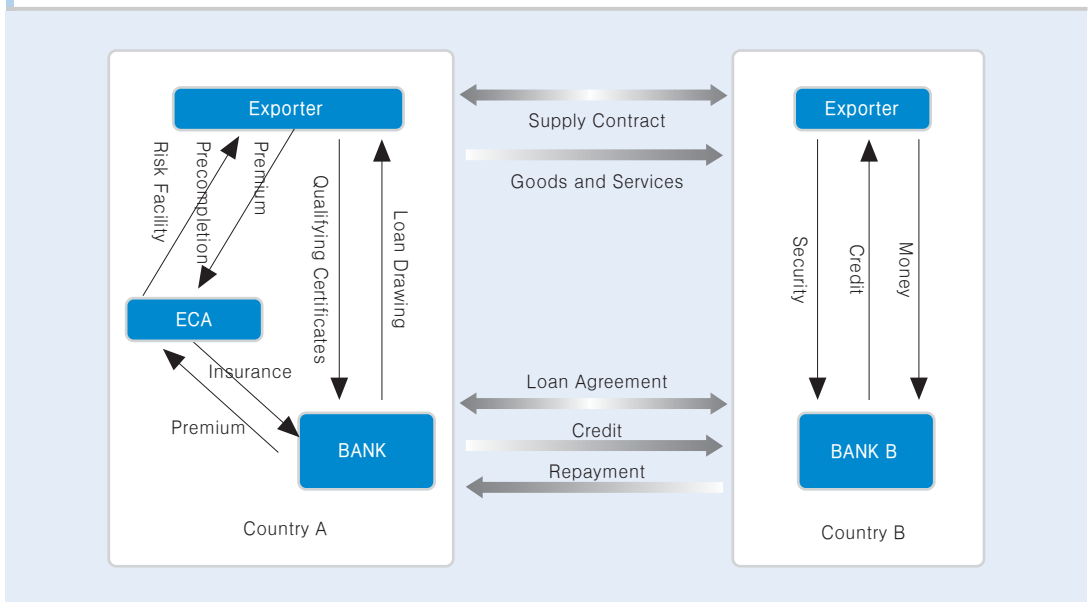 Exporter
Risk Facility
Precompletion
Premium
Qualifying Certificates
Loan Drawing
ECA
Insurance
Premium
BANK
Country A
Supply Contract
Goods and Services
Loan Agreement
Credit
Repayment
Exporter
Security
Credit
Money
BANK B
Country B